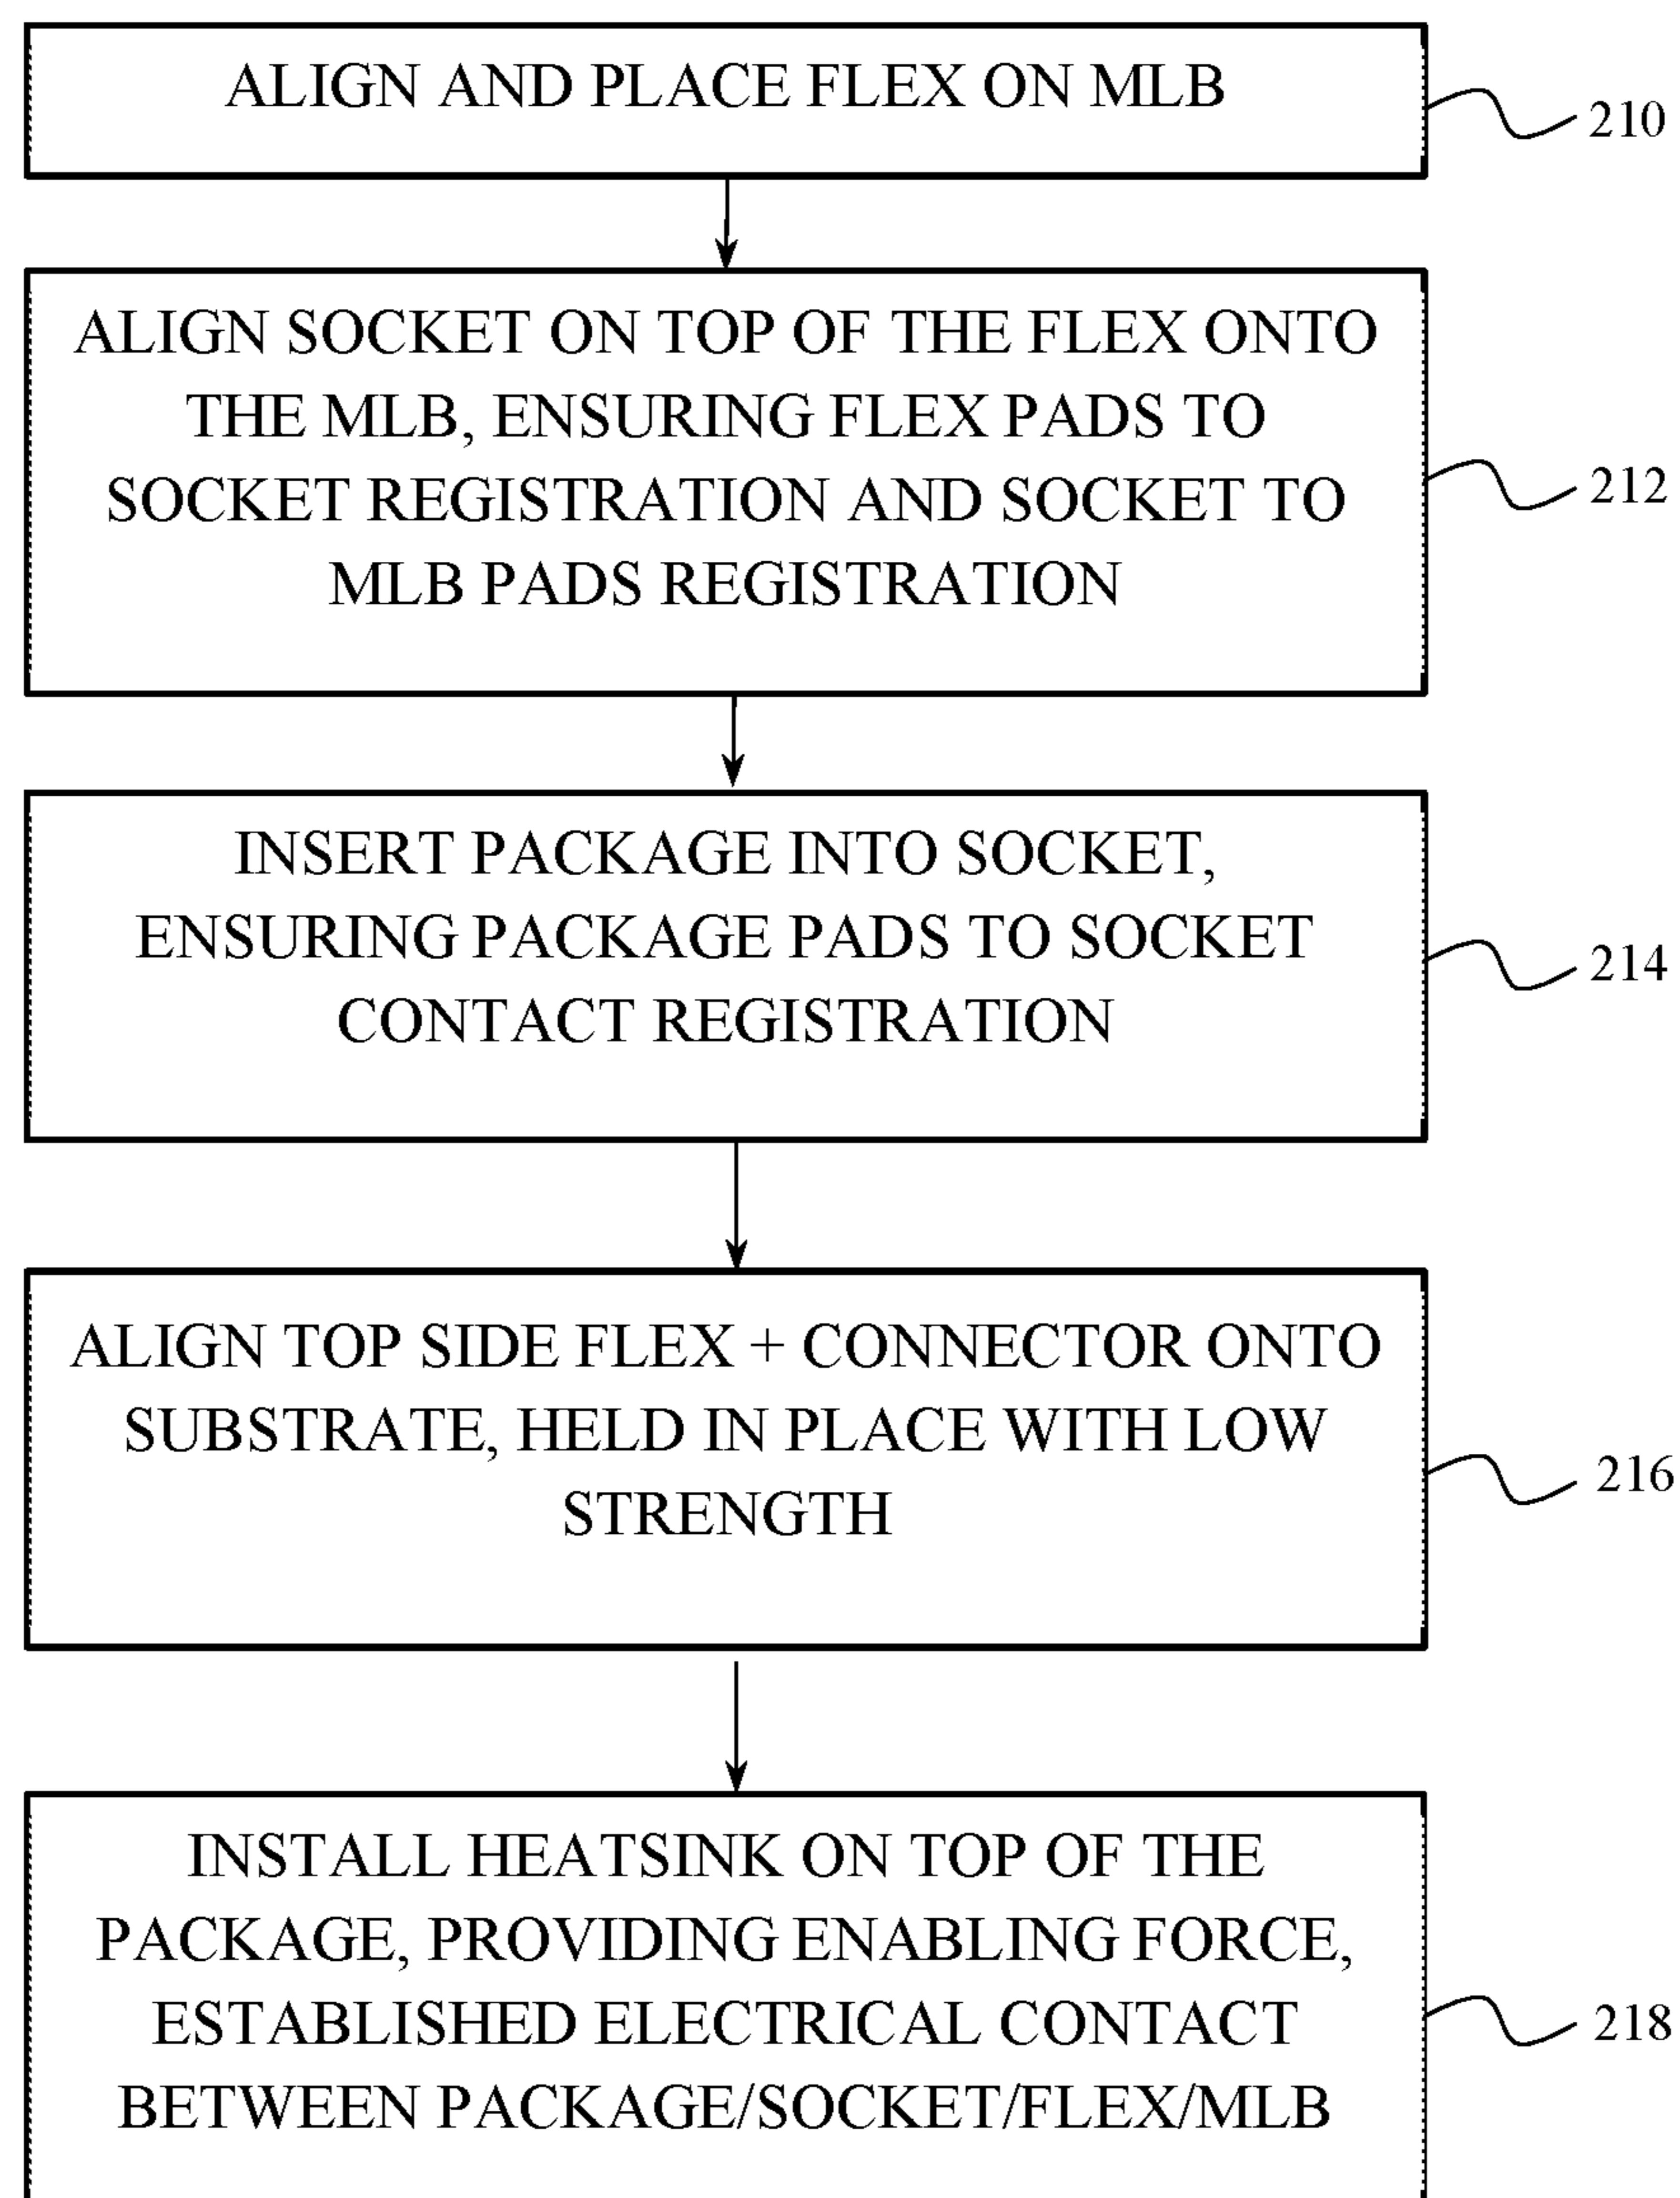 ALIGN AND PLACE FLEX ON MLB
210
ALIGN SOCKET ON TOP OF THE FLEX ONTO
THE MLB, ENSURING FLEX PADS TO
SOCKET REGISTRATION AND SOCKET TO
MLB PADS REGISTRATION
212
INSERT PACKAGE INTO SOCKET,
ENSURING PACKAGE PADS TO SOCKET
CONTACT REGISTRATION
214
ALIGN TOP SIDE FLEX + CONNECTOR ONTO
SUBSTRATE, HELD IN PLACE WITH LOW
STRENGTH
216
INSTALL HEATSINK ON TOP OF THE
PACKAGE, PROVIDING ENABLING FORCE,
ESTABLISHED ELECTRICAL CONTACT
BETWEEN PACKAGE/SOCKET/FLEX/MLB
218